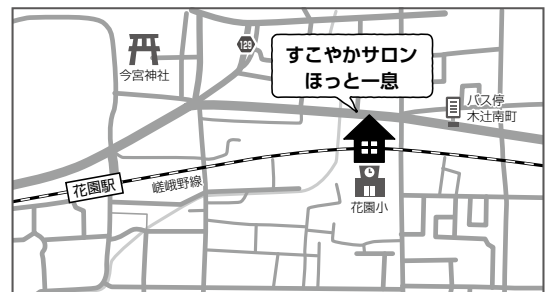 129
すこやかサロン
ほっと一息
今宮神社
バス停
木辻南町
花園駅
嵯峨野線
花園小